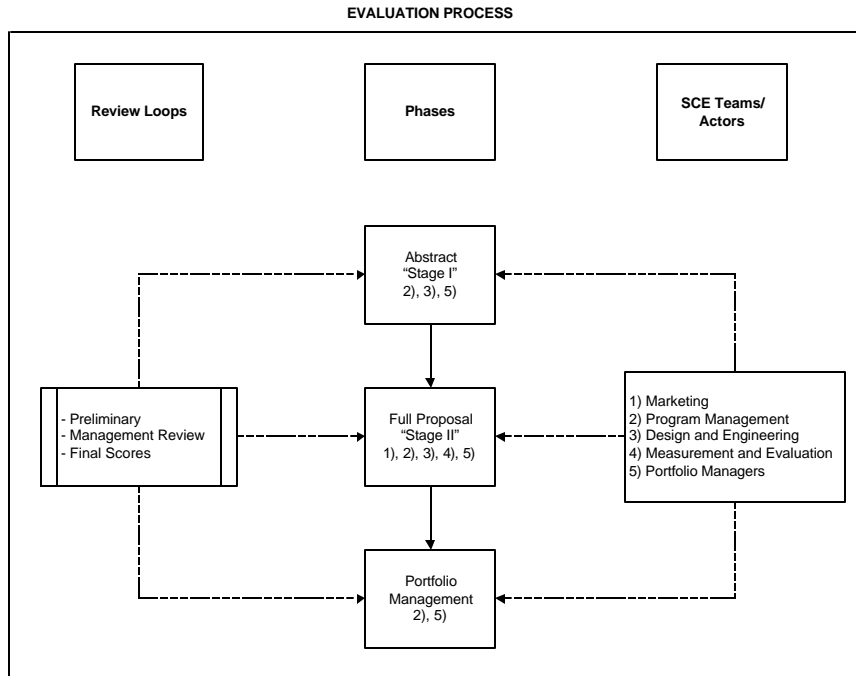 EVALUATION PROCESS
Review Loops
Phases
SCE Teams/
Actors
Abstract
“Stage I”
2), 3), 5)
- Preliminary
- Management Review
- Final Scores
Full Proposal
“Stage II”
1), 2), 3), 4), 5)
1) Marketing
2) Program Management
3) Design and Engineering
4) Measurement and Evaluation
5) Portfolio Managers
Portfolio
Management
2), 5)